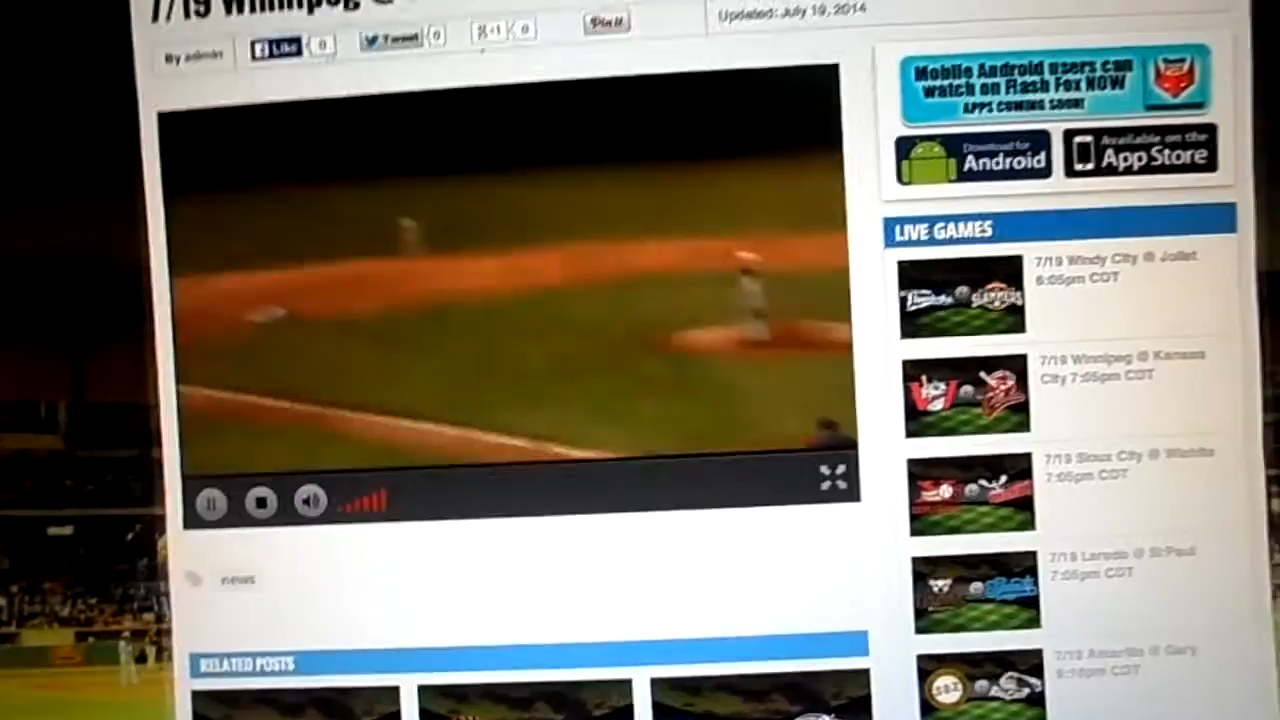 7/19 Winnipeg @
By admin
Like 0
Tweet 0
+1 0
Pin it
Updated: July 19, 2014
Mobile Android users can
watch on Flash Fox NOW
APPS COMING SOON!
Download for
Android
Available on the
App Store
LIVE GAMES
7/19 Windy City @ Joliet
6:05pm CDT
7/19 Winnipeg @ Kansas
City 7:05pm CDT
7/19 Sioux City @ Wichita
7:05pm CDT
7/19 Laredo @ St.Paul
7:05pm CDT
7/19 Amarillo @ Gary
6:10pm CDT
news
RELATED POSTS